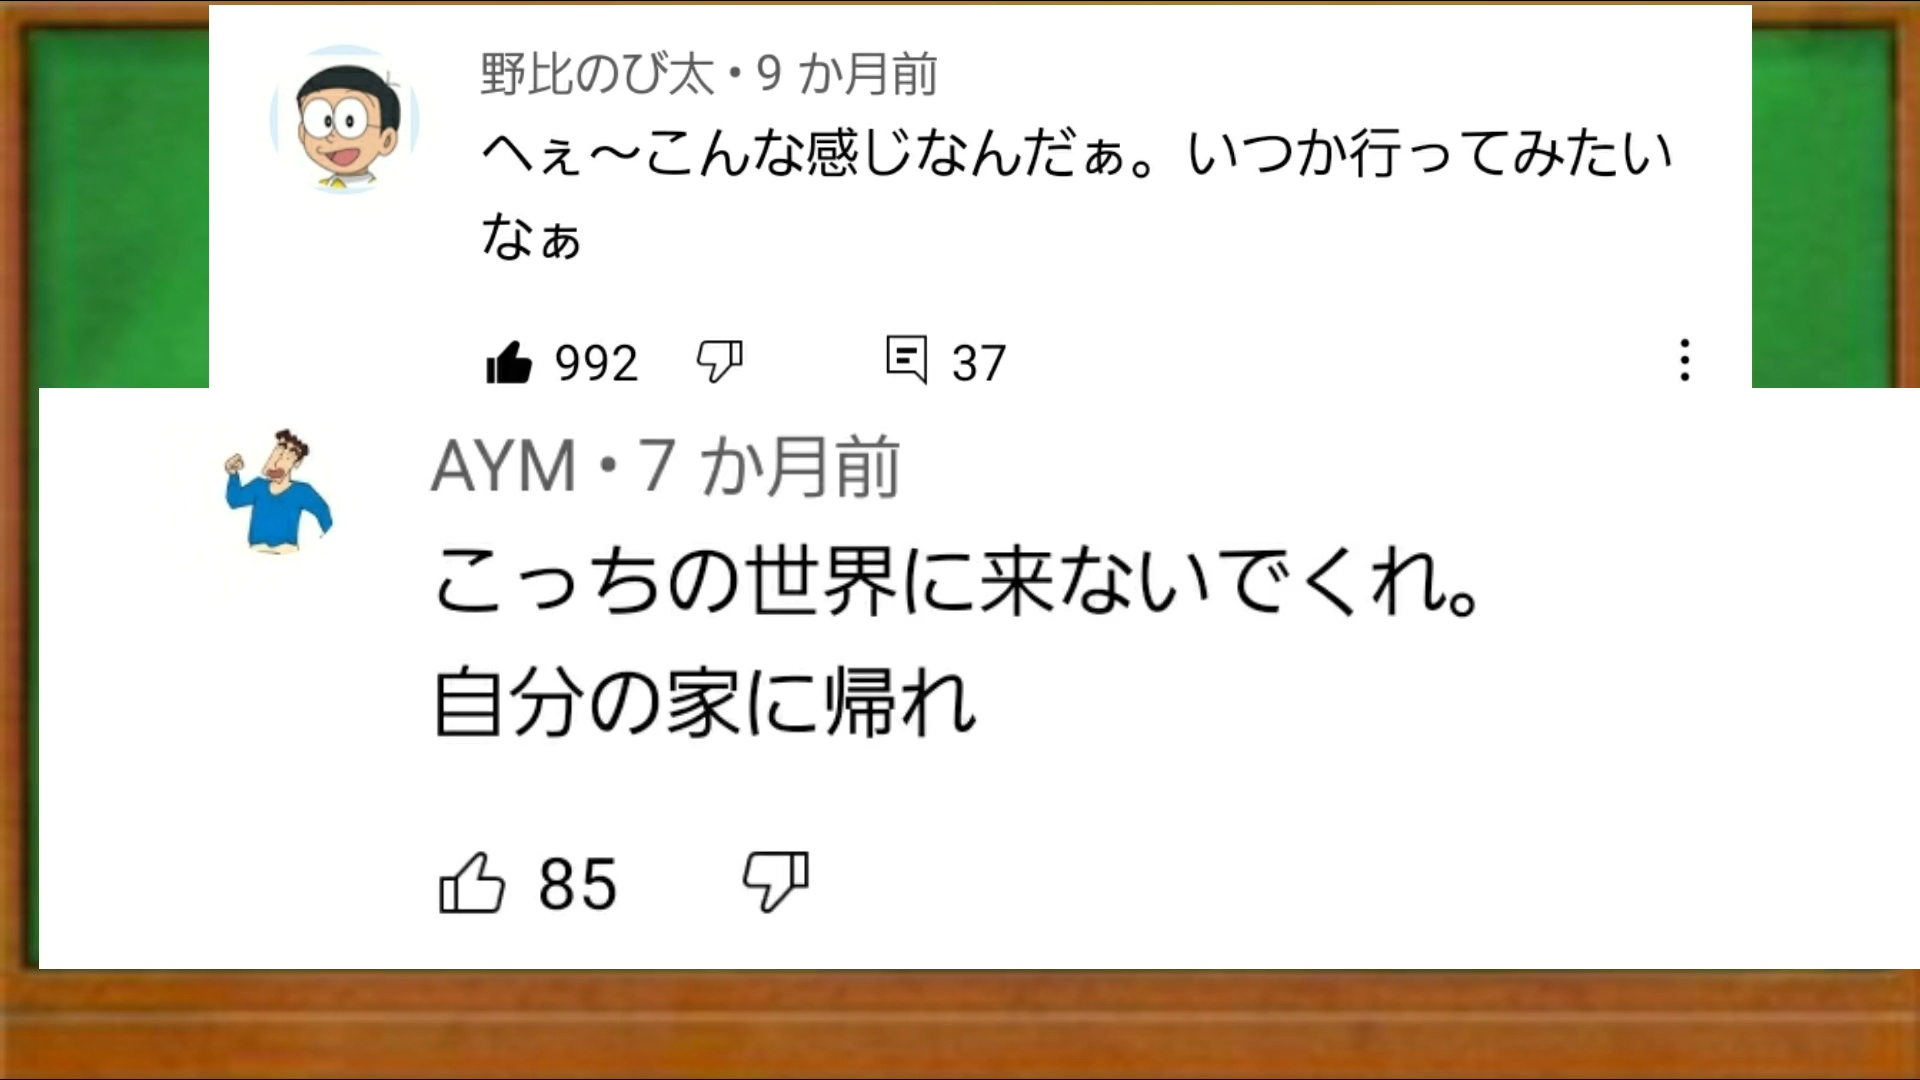 野比のび太・9 か月前
へぇ～こんな感じなんだぁ。いつか行ってみたい
なぁ
992 37
AYM・7 か月前
こっちの世界に来ないでくれ。
自分の家に帰れ
85